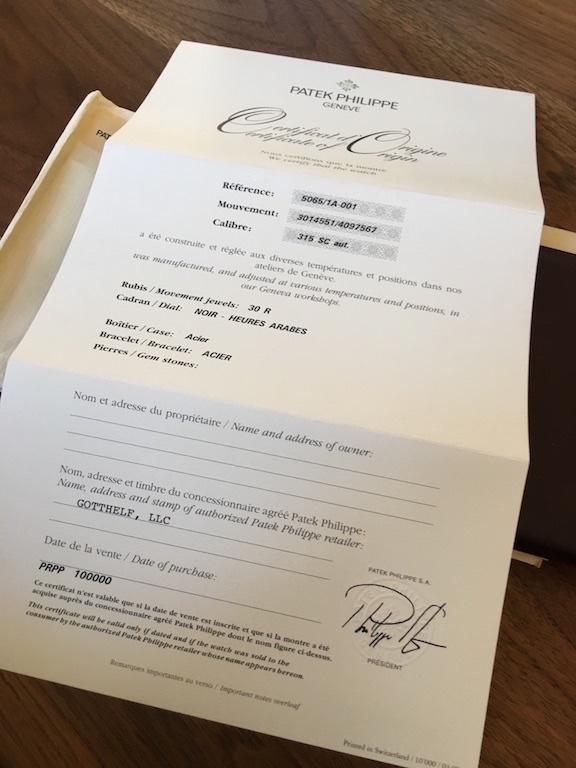 PAT
PATEK PHILIPPE
GENEVE
Certificat d'Origine
Certificate of Origin
Nous certifions que la montre
We certify that the watch
Référence: 5065/1A-001
Mouvement: 3014551/4097567
Calibre: 315 SC aut.
a été construite et réglée aux diverses températures et positions dans nos
ateliers de Genève.
was manufactured, and adjusted at various temperatures and positions, in
our Geneva workshops.
Rubis / Movement jewels: 30 R
Cadran / Dial: NOIR - HEURES ARABES
Boîtier / Case: Acier
Bracelet / Bracelet: ACIER
Pierres / Gem stones:
Nom et adresse du propriétaire / Name and address of owner:
Nom, adresse et timbre du concessionnaire agréé Patek Philippe:
Name, address and stamp of authorized Patek Philippe retailer:
GOTTHELF, LLC
Date de la vente / Date of purchase:
PRPP 100000
Ce certificat n'est valable que si la date de vente est inscrite et que si la montre a été
acquise auprès du concessionnaire agréé Patek Philippe dont le nom figure ci-dessus.
This certificate will be valid only if dated and if the watch was sold to the
consumer by the authorized Patek Philippe retailer whose name appears hereon.
PATEK PHILIPPE S.A.
PRÉSIDENT
Remarques importantes au verso / Important notes overleaf
Printed in Switzerland / 10'000